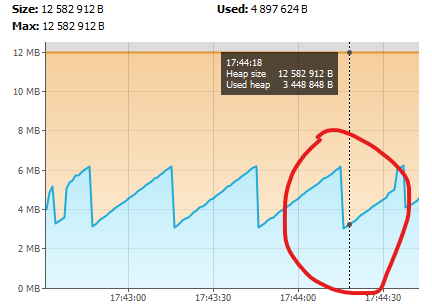 Size: 12 582 912 B Used: 4 897 624 B
Max: 12 582 912 B
12 MB
10 MB
17:44:18
Heap size 12 582 912 B
Used heap 3 448 848 B
8 MB
6 MB
4 MB
2 MB
0 MB
17:43:00 17:43:30 17:44:00 17:44:30